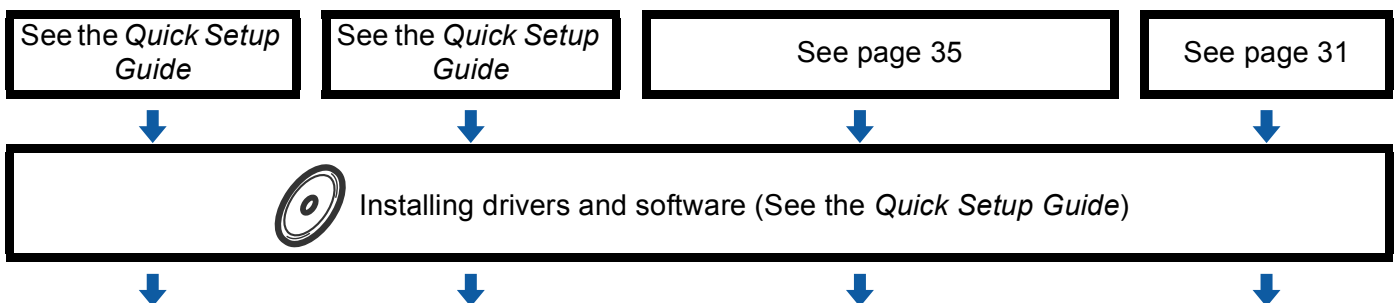 See the Quick Setup
Guide
See the Quick Setup
Guide
See page 35
See page 31
Installing drivers and software (See the Quick Setup Guide)